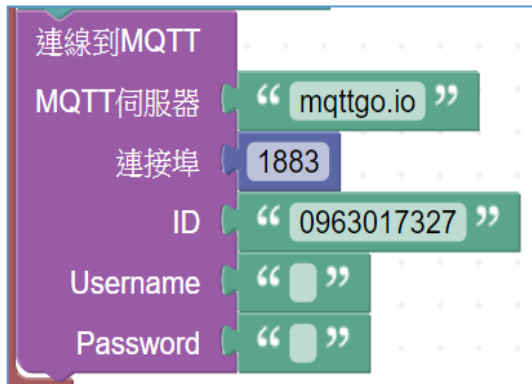 連線到MQTT
MQTT伺服器 “ mqttgo.io ”
連接埠 1883
ID “ 0963017327 ”
Username “ ”
Password “ ”